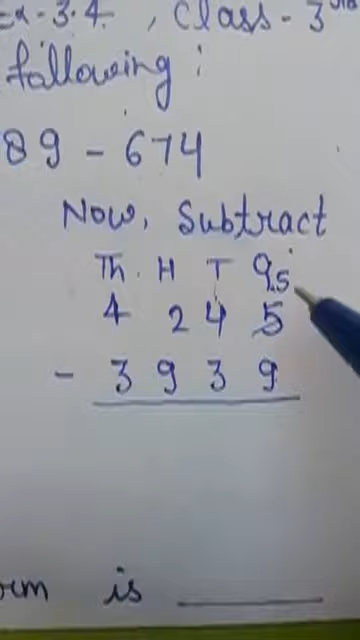 Ex-3.4, Class-3
following:
89 - 674
Now, Subtract
Th H T
4 2 4 5
- 3 9 3 9
is